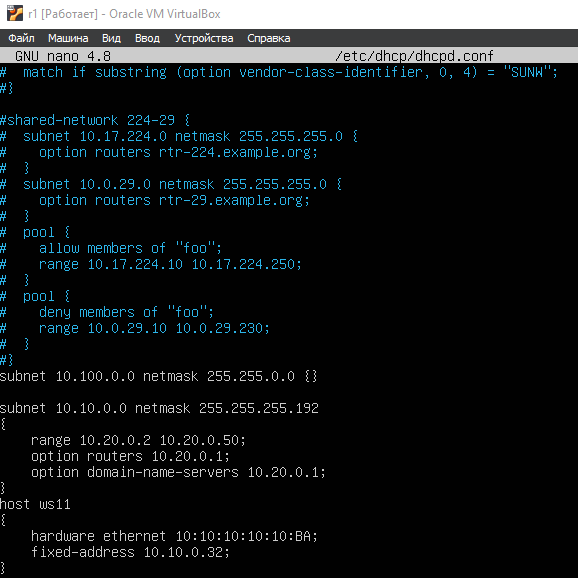 r1 [Работает] - Oracle VM VirtualBox
Файл Машина Вид Ввод Устройства Справка
GNU nano 4.8 /etc/dhcp/dhcpd.conf
#  match if substring (option vendor-class-identifier, 0, 4) = "SUNW";
#}

#shared-network 224-29 {
#  subnet 10.17.224.0 netmask 255.255.255.0 {
#    option routers rtr-224.example.org;
#  }
#  subnet 10.0.29.0 netmask 255.255.255.0 {
#    option routers rtr-29.example.org;
#  }
#  pool {
#    allow members of "foo";
#    range 10.17.224.10 10.17.224.250;
#  }
#  pool {
#    deny members of "foo";
#    range 10.0.29.10 10.0.29.230;
#  }
#}
subnet 10.100.0.0 netmask 255.255.0.0 {}

subnet 10.10.0.0 netmask 255.255.255.192
{
    range 10.20.0.2 10.20.0.50;
    option routers 10.20.0.1;
    option domain-name-servers 10.20.0.1;
}
host ws11
{
    hardware ethernet 10:10:10:10:10:BA;
    fixed-address 10.10.0.32;
}